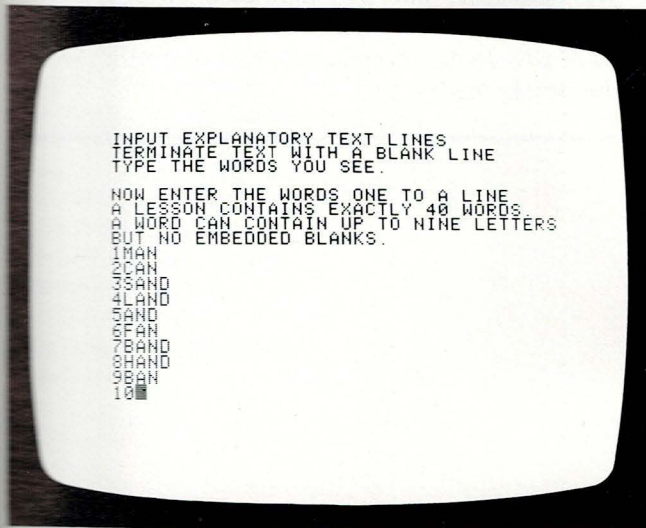 INPUT EXPLANATORY TEXT LINES
TERMINATE TEXT WITH A BLANK LINE
TYPE THE WORDS YOU SEE.
NOW ENTER THE WORDS ONE TO A LINE
A LESSON CONTAINS EXACTLY 40 WORDS.
A WORD CAN CONTAIN UP TO NINE LETTERS
BUT NO EMBEDDED BLANKS.
1MAN
2CAN
3SAND
4LAND
5AND
6FAN
7BAND
8HAND
9BAN
10